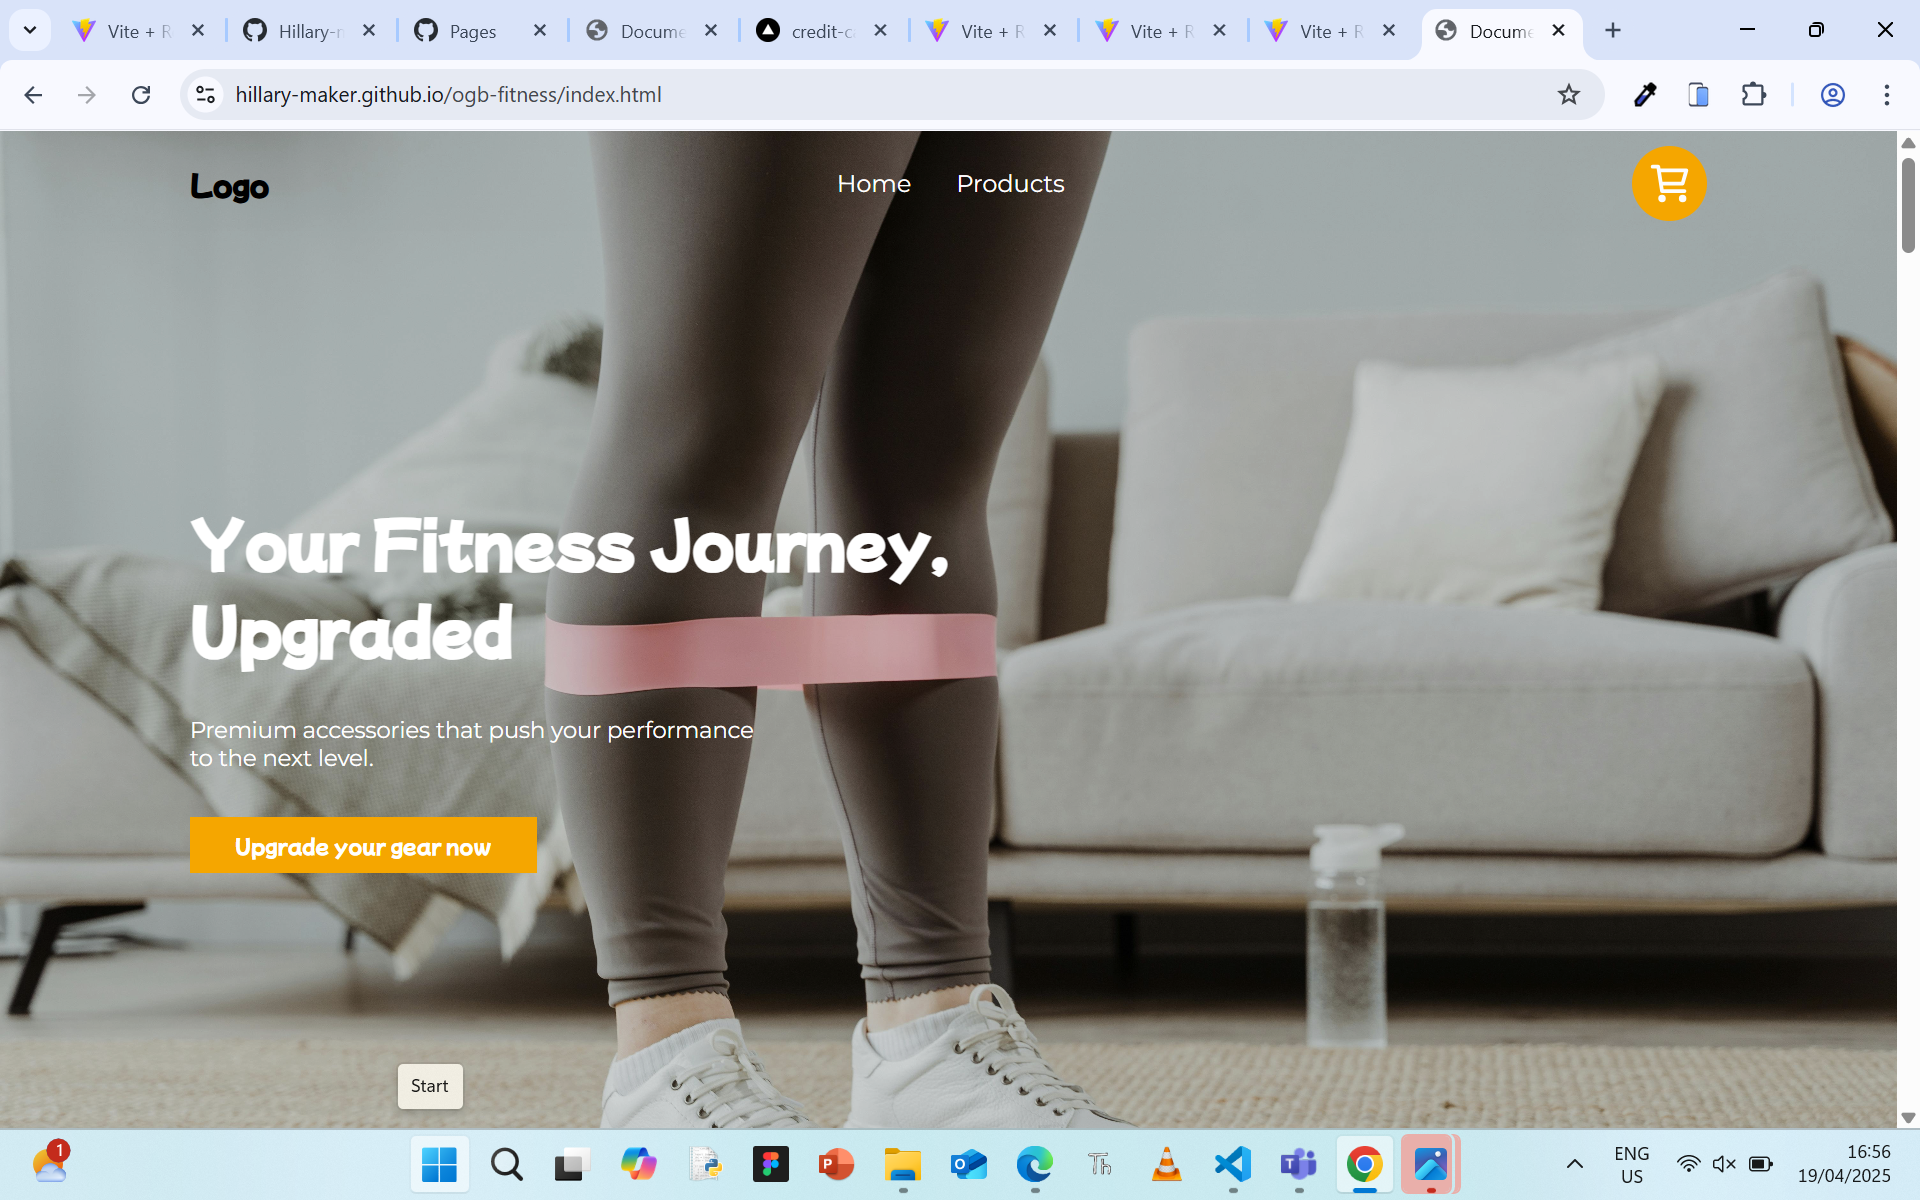 Vite + R
Hillary-m
Pages
Docume
credit-ca
Vite + R
Vite + R
Vite + R
Docume
hillary-maker.github.io/ogb-fitness/index.html
Logo
Home
Products
Your Fitness Journey,
Upgraded
Premium accessories that push your performance
to the next level.
Upgrade your gear now
Start
1
ENG
US
16:56
19/04/2025